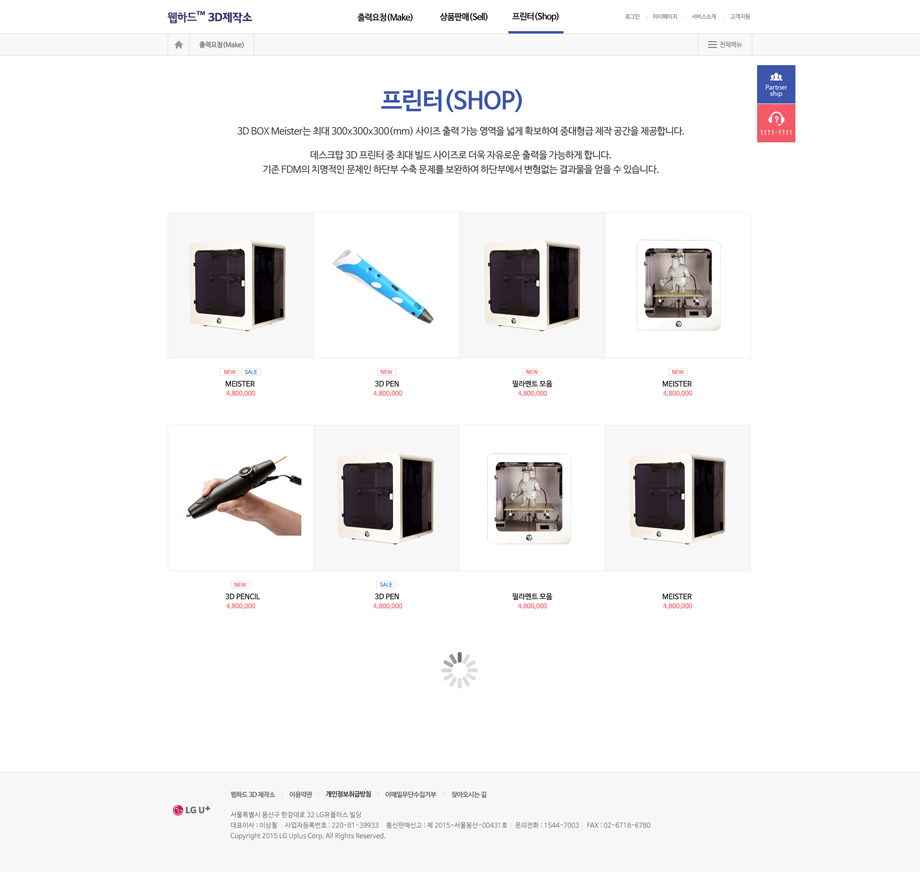 웹하드™ 3D제작소
출력요청(Make)
상품판매(Sell)
프린터(Shop)
로그인
마이페이지
서비스소개
고객지원
출력요청(Make)
전체메뉴
Partner
ship
1111-1111
프린터(SHOP)
3D BOX Meister는 최대 300x300x300(mm) 사이즈 출력 가능 영역을 넓게 확보하여 중대형급 제작 공간을 제공합니다.
데스크탑 3D 프린터 중 최대 빌드 사이즈로 더욱 자유로운 출력을 가능하게 합니다.
기존 FDM의 치명적인 문제인 하단부 수축 문제를 보완하여 하단부에서 변형없는 결과물을 얻을 수 있습니다.
NEW SALE
MEISTER
4,800,000
NEW
3D PEN
4,800,000
NEW
필라멘트 모음
4,800,000
NEW
MEISTER
4,800,000
NEW
3D PENCIL
4,800,000
SALE
3D PEN
4,800,000
필라멘트 모음
4,800,000
MEISTER
4,800,000
LG U+
웹하드 3D 제작소
이용약관
개인정보취급방침
이메일무단수집거부
찾아오시는 길
서울특별시 용산구 한강대로 32 LG유플러스 빌딩
대표이사 : 이상철 사업자등록번호 : 220-81-39933 통신판매신고 : 제 2015-서울용산-00431호 문의전화 : 1544-7003 FAX : 02-6718-6780
Copyright 2015 LG Uplus Corp. All Rights Reserved.